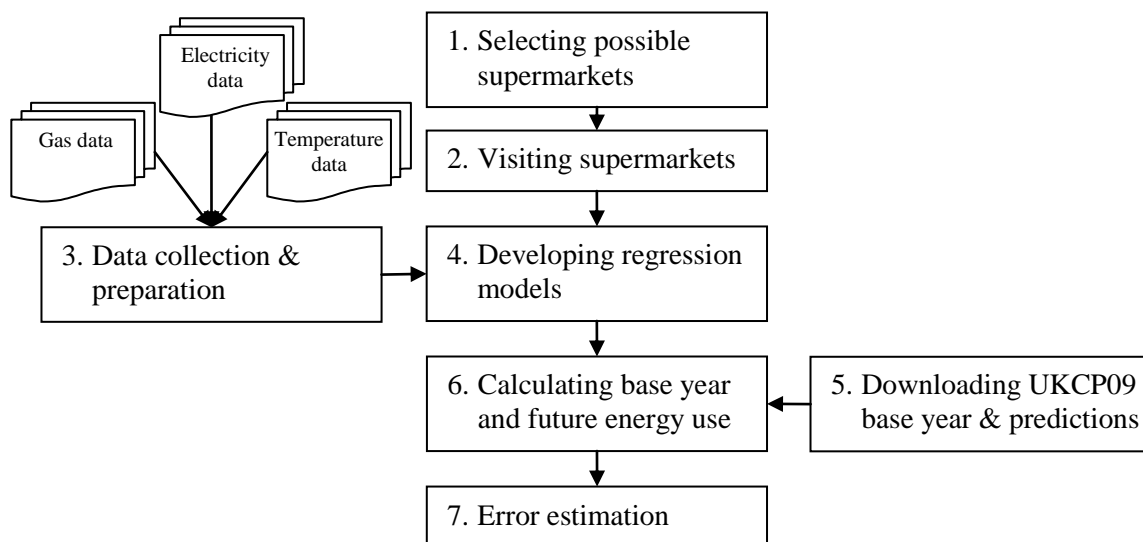 Electricity
data
Gas data
Temperature
data
1. Selecting possible
supermarkets
2. Visiting supermarkets
3. Data collection &
preparation
4. Developing regression
models
6. Calculating base year
and future energy use
5. Downloading UKCP09
base year & predictions
7. Error estimation